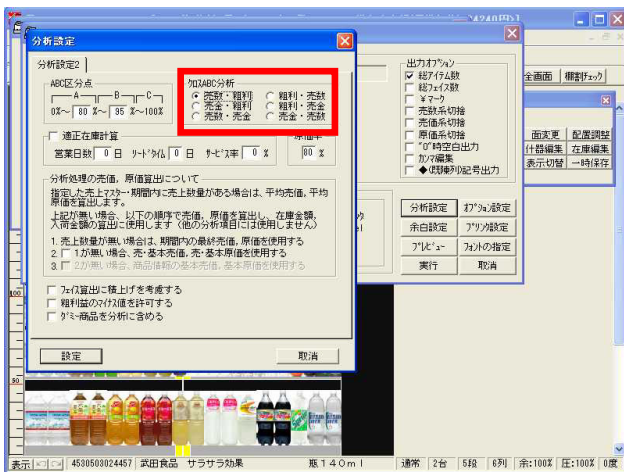 分析設定
分析設定2
ABC区分点
A B C
0%～ 80 %～ 95 %～100%
ｸﾛｽABC分析
売数・粗利 粗利・売数
売金・粗利 粗利・売金
売数・売金 売金・売数
適正在庫計算
営業日数 0 日 ﾘｰﾄﾞﾀｲﾑ 0 日 ｻｰﾋﾞｽ率 0 %
原価率
80 %
分析処理の売価，原価算出について
指定した売上ﾏｽﾀｰ・期間内に売上数量がある場合は、平均売価，平均
原価を算出します。
上記が無い場合、以下の順序で売価，原価を算出し、在庫金額，
入荷金額の算出に使用します（他の分析項目には使用しません）
1. 売上数量が無い場合は、期間内の最終売価，原価を使用する
2. 1.が無い場合、売・基本売価，売・基本原価を使用する
3. 2.が無い場合、商品情報の基本売価，基本原価を使用する
ﾌｪｲｽ算出に積上げを考慮する
粗利益のﾏｲﾅｽ値を許可する
ﾀﾞﾐｰ商品を分析に含める
設定 取消
出力ｵﾌﾟｼｮﾝ
総ｱｲﾃﾑ数
総ﾌｪｲｽ数
￥ﾏｰｸ
売数系切捨
売価系切捨
原価系切捨
"0"時空白出力
ｶﾝﾏ編集
◆(既陳列)記号出力
分析設定 ｵﾌﾟｼｮﾝ設定
余白設定 ﾌﾟﾘﾝﾀ設定
ﾌﾟﾚﾋﾞｭｰ ﾌｫﾝﾄの指定
実行 取消
全画面 棚割ﾁｪｯｸ
面変更 配置調整
什器編集 在庫編集
表示切替 一時保存
100
90
表示 4530503024457 武田食品 サラサラ効果 瓶１４０ｍｌ 通常 2台 5段 6列 余:100% 圧:100% 0度